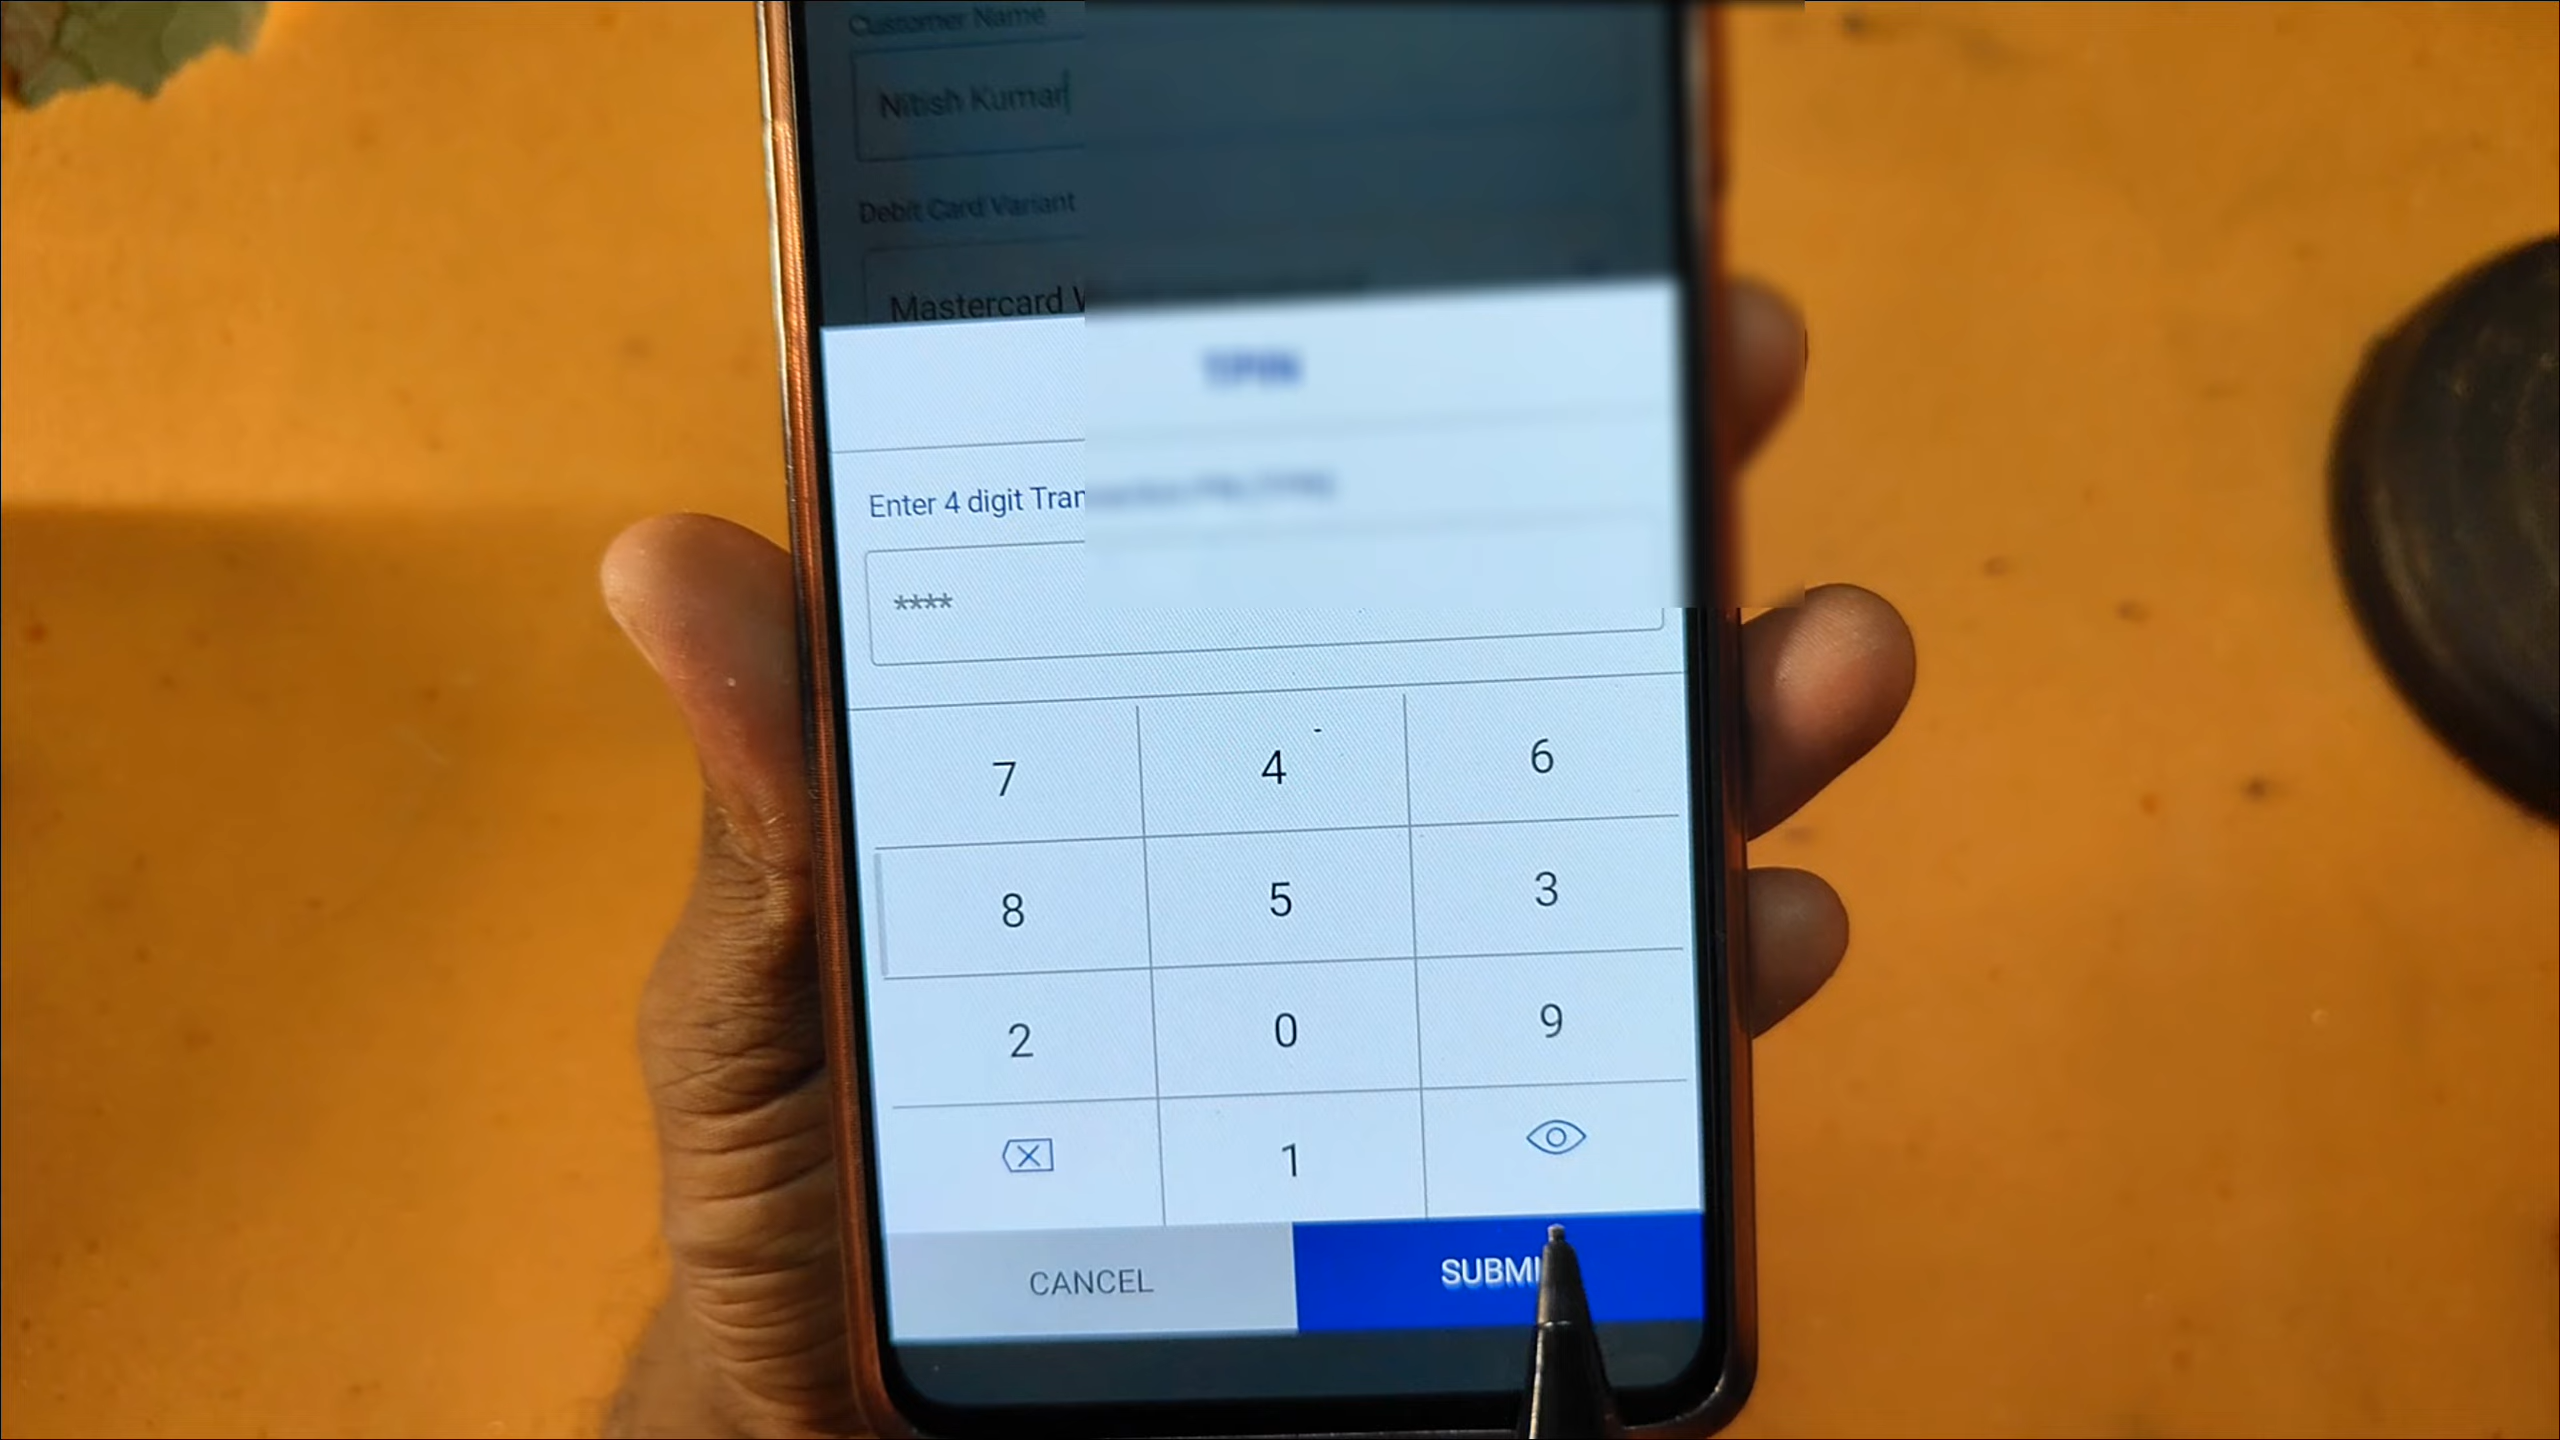 Customer Name
Nitish Kumar
Debit Card Variant
Mastercard
TPIN
Enter 4 digit Tran
****
7 4 6
8 5 3
2 0 9
1
CANCEL SUBMI